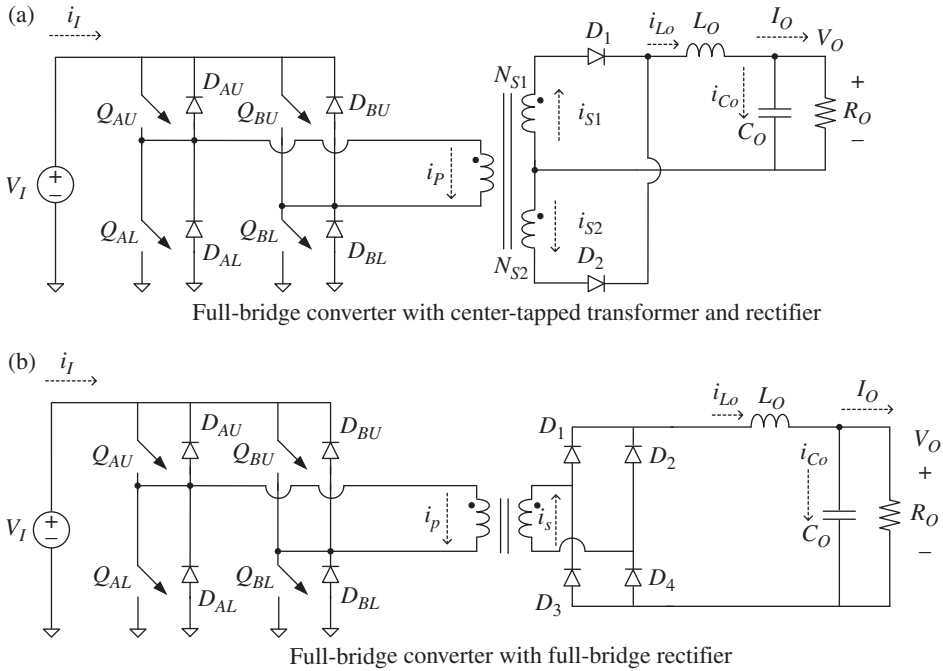 (a)
i_I
V_I
Q_AU
D_AU
Q_BU
D_BU
Q_AL
D_AL
Q_BL
D_BL
i_P
N_S1
N_S2
i_S1
i_S2
D_1
D_2
i_Lo
L_O
I_O
V_O
i_Co
C_O
+
R_O
−
Full-bridge converter with center-tapped transformer and rectifier
(b)
i_I
V_I
Q_AU
D_AU
Q_BU
D_BU
Q_AL
D_AL
Q_BL
D_BL
i_p
i_s
D_1
D_2
D_3
D_4
i_Lo
L_O
I_O
V_O
i_Co
C_O
+
R_O
−
Full-bridge converter with full-bridge rectifier